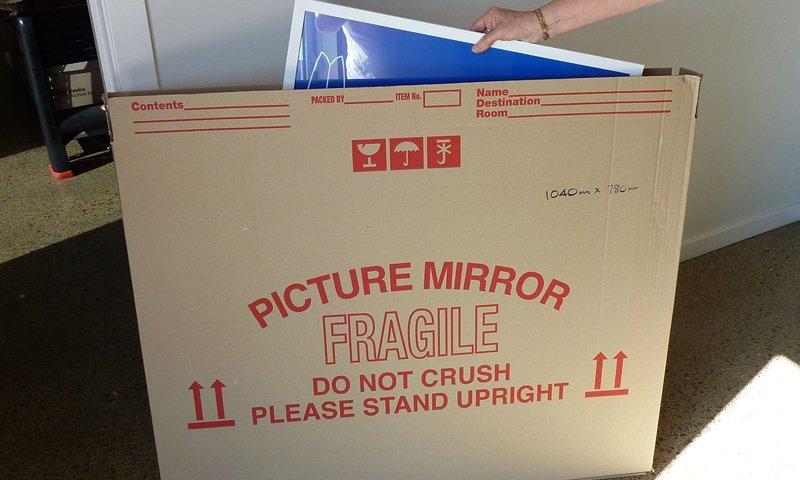 Contents
PACKED BY
ITEM No.
Name
Destination
Room
1040mm x 780mm
PICTURE MIRROR
FRAGILE
DO NOT CRUSH
PLEASE STAND UPRIGHT